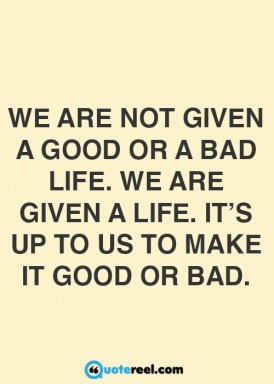 WE ARE NOT GIVEN
A GOOD OR A BAD
LIFE. WE ARE
GIVEN A LIFE. IT’S
UP TO US TO MAKE
IT GOOD OR BAD.
Quotereel.com